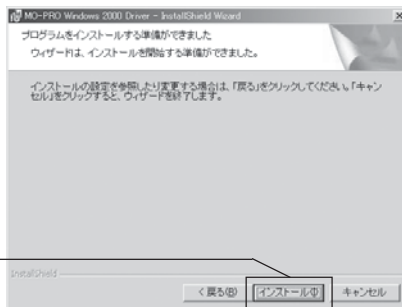 MO-PRO Windows 2000 Driver - InstallShield Wizard
プログラムをインストールする準備ができました
ウィザードは、インストールを開始する準備ができました。
インストールの設定を参照したり変更する場合は、「戻る」をクリックしてください。「キャン
セル」をクリックすると、ウィザードを終了します。
InstallShield
< 戻る(B) インストール(I) キャンセル